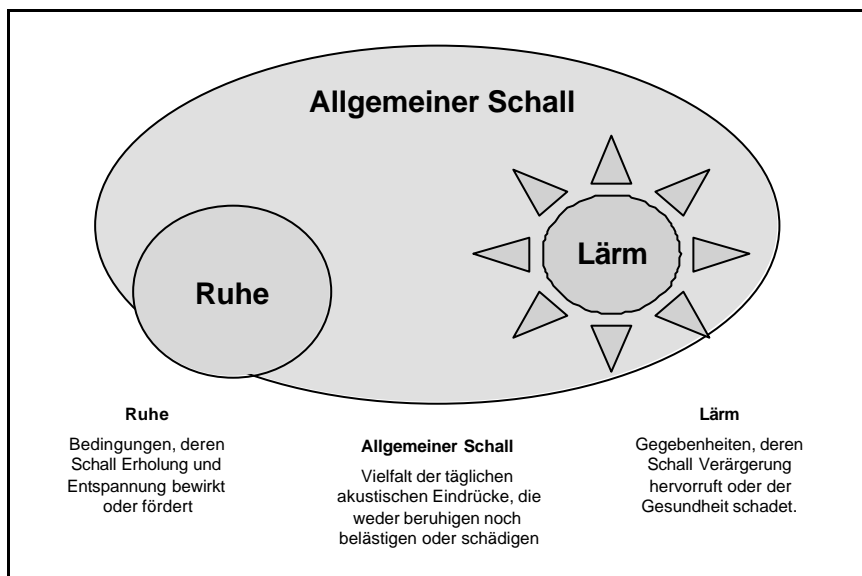 Allgemeiner Schall
Lärm
Ruhe
Ruhe
Bedingungen, deren
Schall Erholung und
Entspannung bewirkt
oder fördert
Allgemeiner Schall
Vielfalt der täglichen
akustischen Eindrücke, die
weder beruhigen noch
belästigen oder schädigen
Lärm
Gegebenheiten, deren
Schall Verärgerung
hervorruft oder der
Gesundheit schadet.